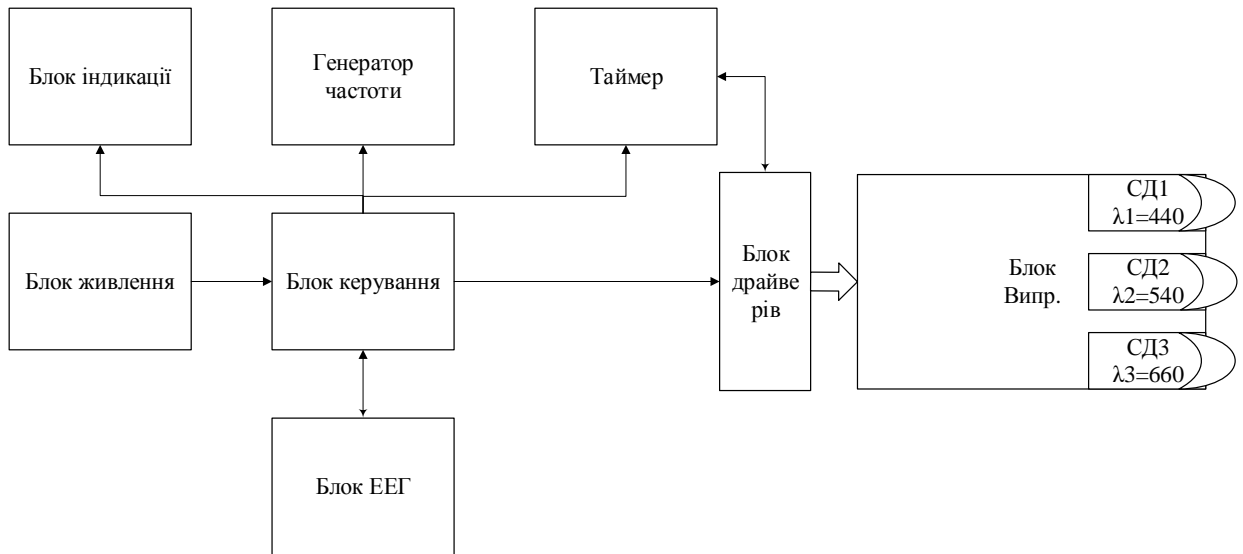 Блок індикації
Генератор
частоти
Таймер
Блок живлення
Блок керування
Блок
драйве
рів
Блок
Випр.
СД1
λ1=440
СД2
λ2=540
СД3
λ3=660
Блок ЕЕГ